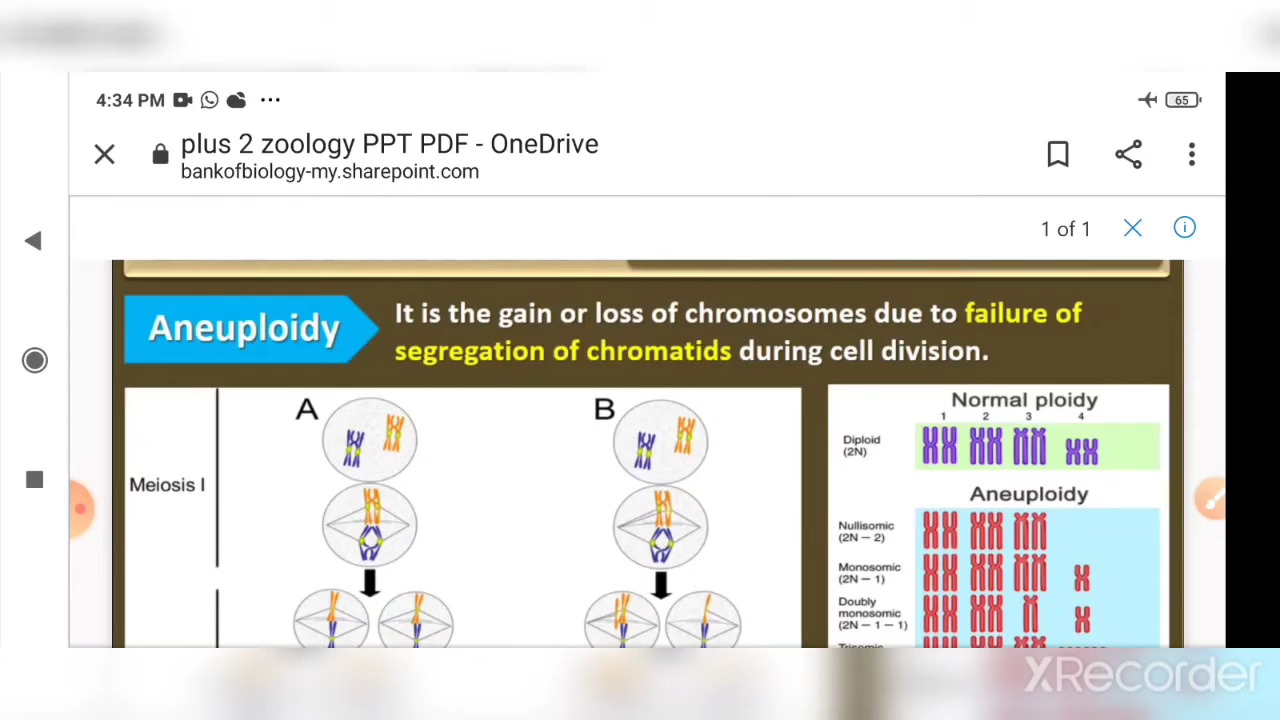 4:34 PM
65
plus 2 zoology PPT PDF - OneDrive
bankofbiology-my.sharepoint.com
1 of 1
Aneuploidy
It is the gain or loss of chromosomes due to failure of
segregation of chromatids during cell division.
A
B
Meiosis I
Normal ploidy
1 2 3 4
Diploid
(2N)
Aneuploidy
Nullisomic
(2N – 2)
Monosomic
(2N – 1)
Doubly
monosomic
(2N – 1 – 1)
Trisomic
XRecorder